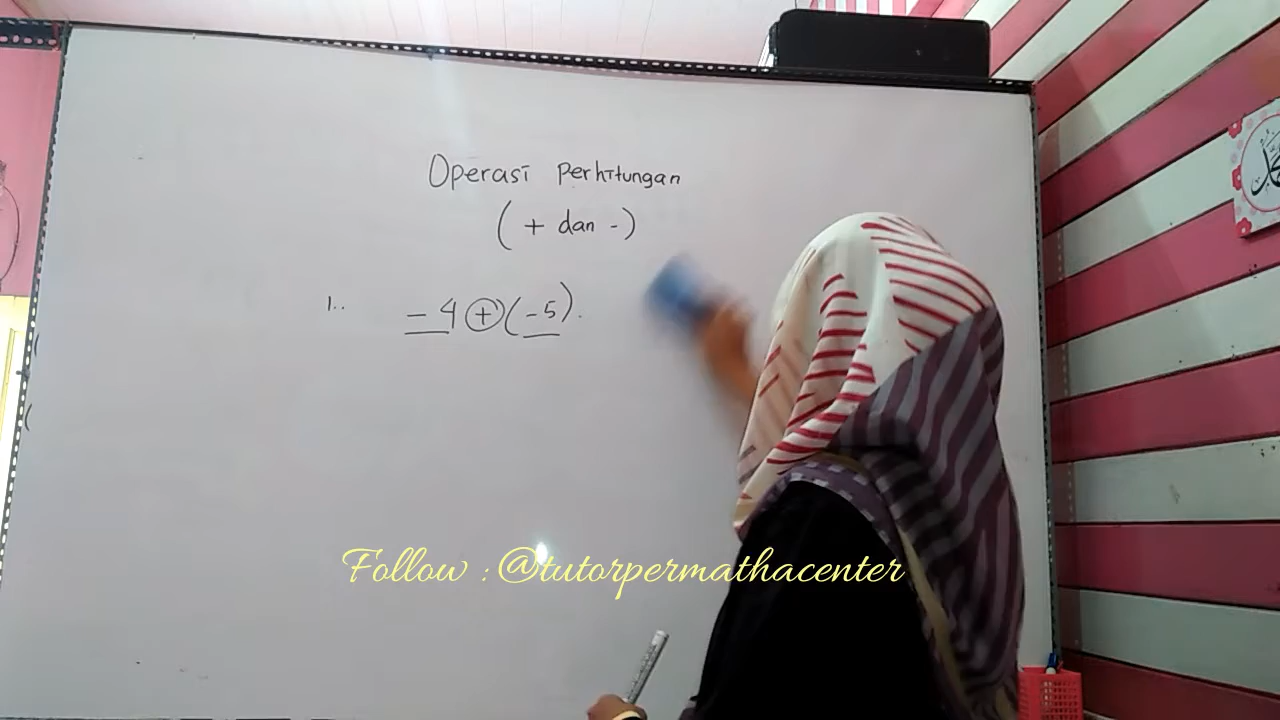 Operasi Perhitungan
( + dan - )
1.. -4 + (-5).
Follow : @tutorpermathacenter